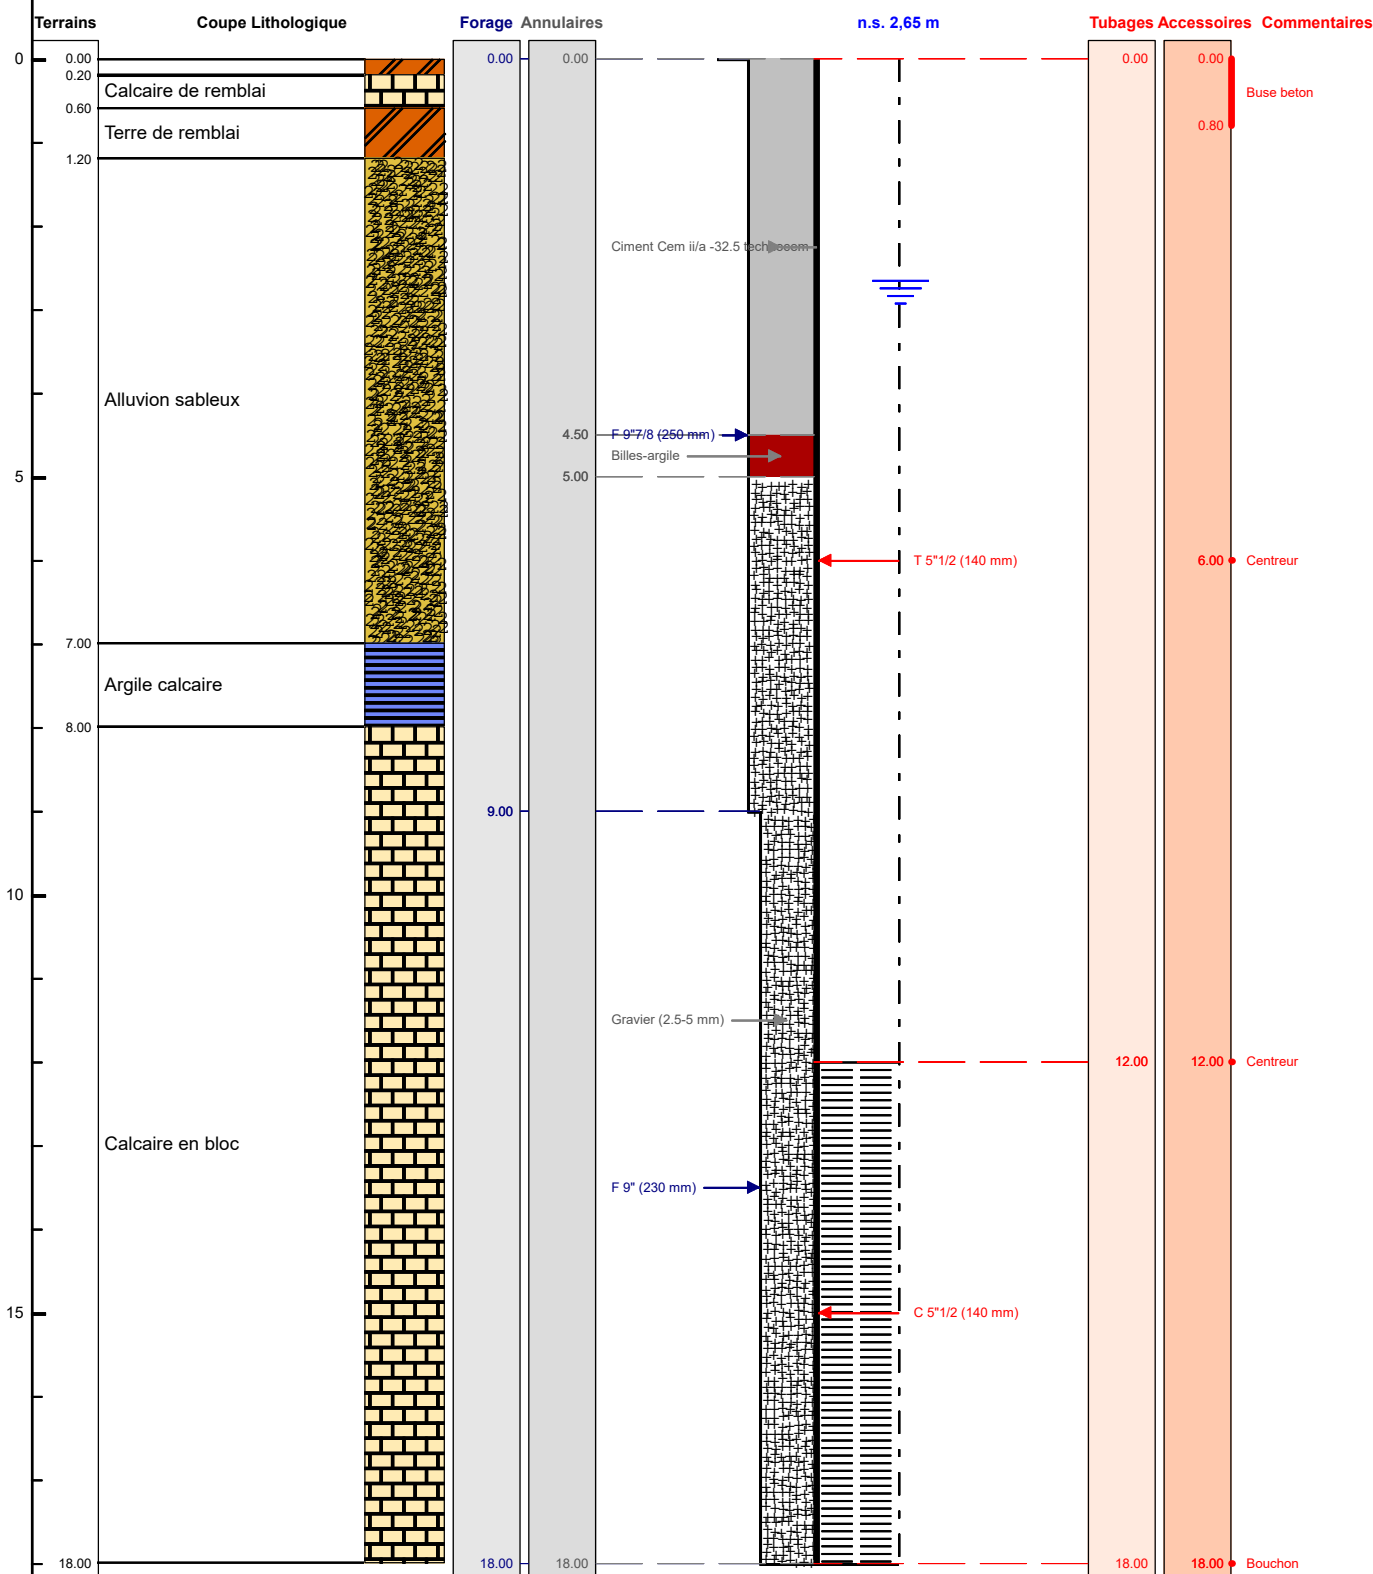 Terrains Coupe Lithologique Forage Annulaires n.s. 2,65 m Tubages Accessoires Commentaires
0 0.00 0.00 0.00 0.00 0.00
0.20
Calcaire de remblai Buse beton
0.60
0.80
Terre de remblai
1.20
Ciment Cem ii/a -32.5
Alluvion sableux
4.50 F 9"7/8 (250 mm)
Billes-argile
5 5.00
T 5"1/2 (140 mm) 6.00 Centreur
7.00
Argile calcaire
8.00
9.00
10
Gravier (2.5-5 mm)
12.00 12.00 Centreur
Calcaire en bloc
F 9" (230 mm)
15 C 5"1/2 (140 mm)
18.00 18.00 18.00 18.00 18.00 Bouchon